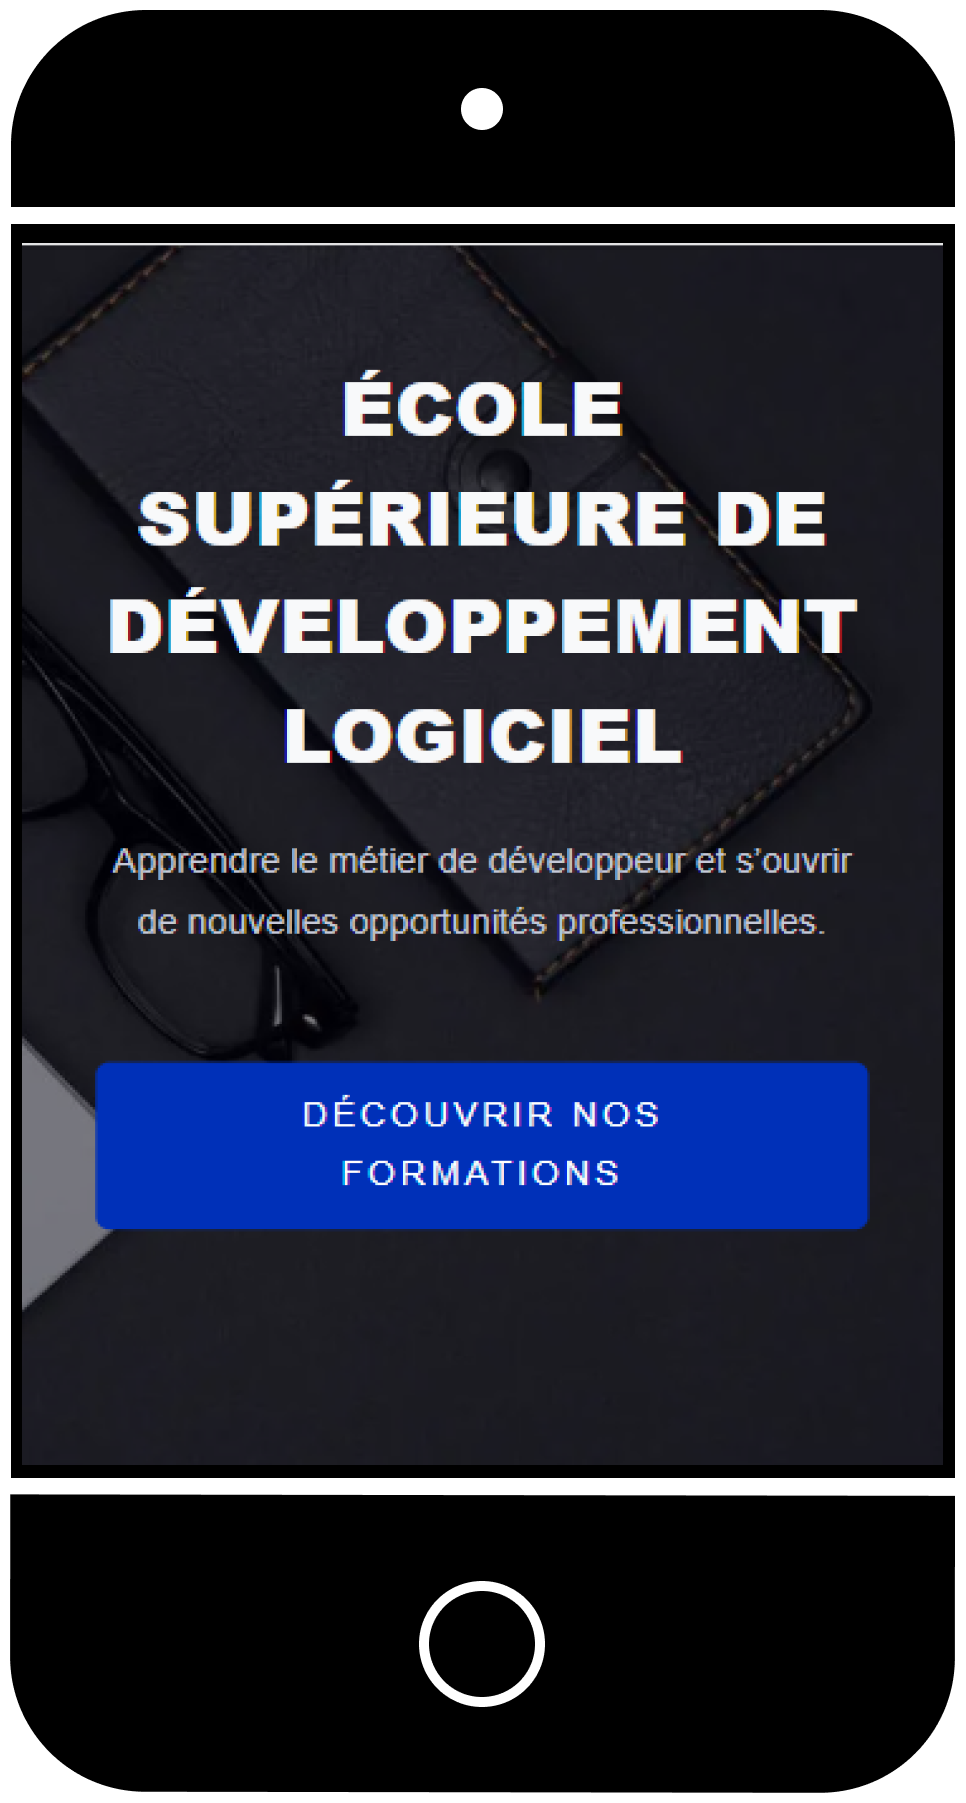 ÉCOLE
SUPÉRIEURE DE
DÉVELOPPEMENT
LOGICIEL
Apprendre le métier de développeur et s’ouvrir
de nouvelles opportunités professionnelles.
DÉCOUVRIR NOS
FORMATIONS